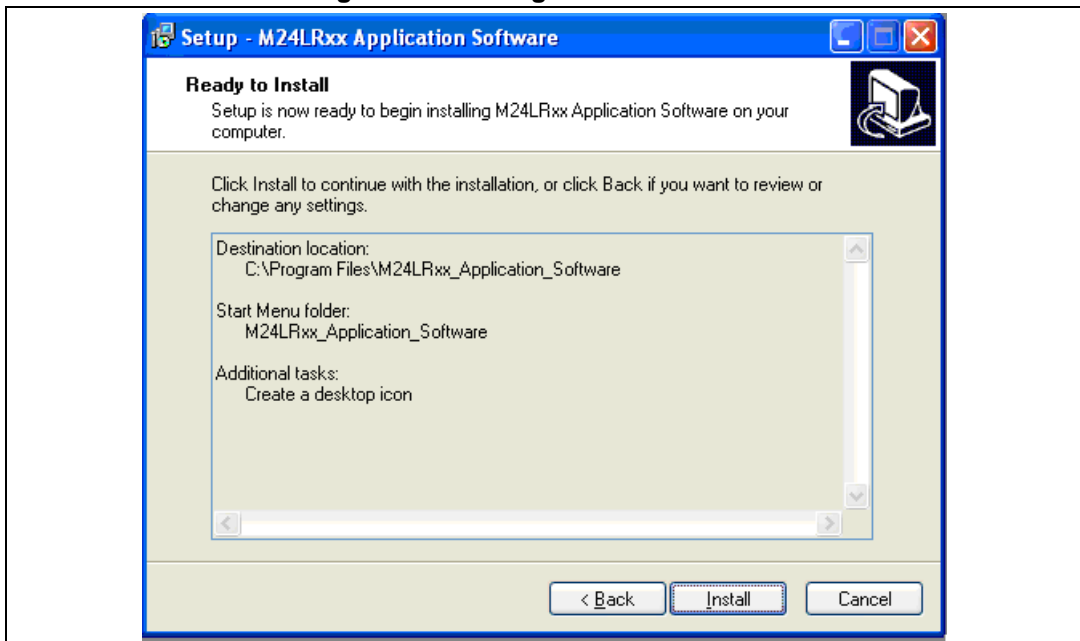 Setup - M24LRxx Application Software
Ready to Install
Setup is now ready to begin installing M24LRxx Application Software on your
computer.
Click Install to continue with the installation, or click Back if you want to review or
change any settings.
Destination location:
C:\Program Files\M24LRxx_Application_Software
Start Menu folder:
M24LRxx_Application_Software
Additional tasks:
Create a desktop icon
< Back Install Cancel